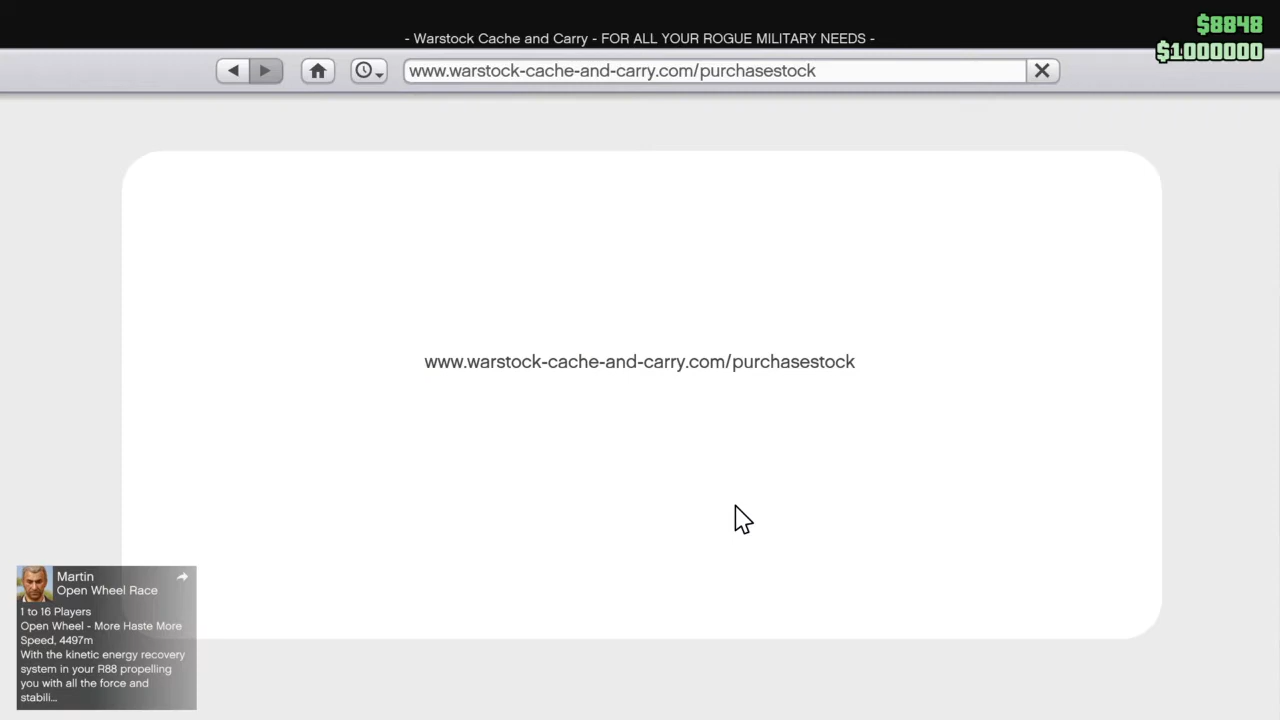 - Warstock Cache and Carry - FOR ALL YOUR ROGUE MILITARY NEEDS -
$8848
$1000000
www.warstock-cache-and-carry.com/purchasestock
www.warstock-cache-and-carry.com/purchasestock
Martin
Open Wheel Race
1 to 16 Players
Open Wheel - More Haste More
Speed, 4497m
With the kinetic energy recovery
system in your R88 propelling
you with all the force and
stabili...